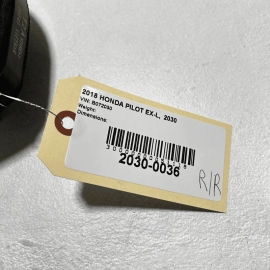 2018 HONDA PILOT EX-L, 2030
VIN: B072030
Weight:
Dimensions:
2030-0036
R/R